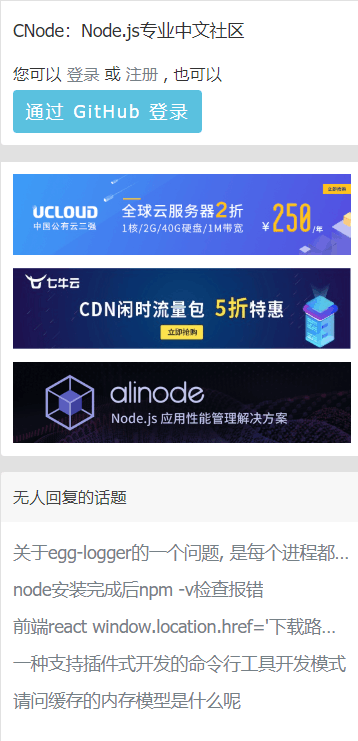 CNode：Node.js专业中文社区
您可以 登录 或 注册 , 也可以
通过 GitHub 登录
立即抢购
UCLOUD
中国公有云三强
全球云服务器2折
1核/2G/40G硬盘/1M带宽
¥250/年
七牛云
CDN闲时流量包 5折特惠
立即抢购
alinode
Node.js 应用性能管理解决方案
无人回复的话题
关于egg-logger的一个问题, 是每个进程都...
node安装完成后npm -v检查报错
前端react window.location.href='下载路...
一种支持插件式开发的命令行工具开发模式
请问缓存的内存模型是什么呢